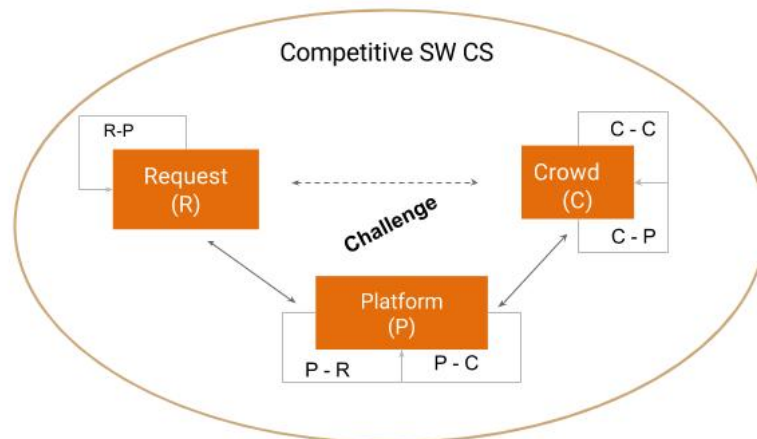 Competitive SW CS
R-P
Request
(R)
C - C
Crowd
(C)
C - P
Challenge
Platform
(P)
P - R
P - C